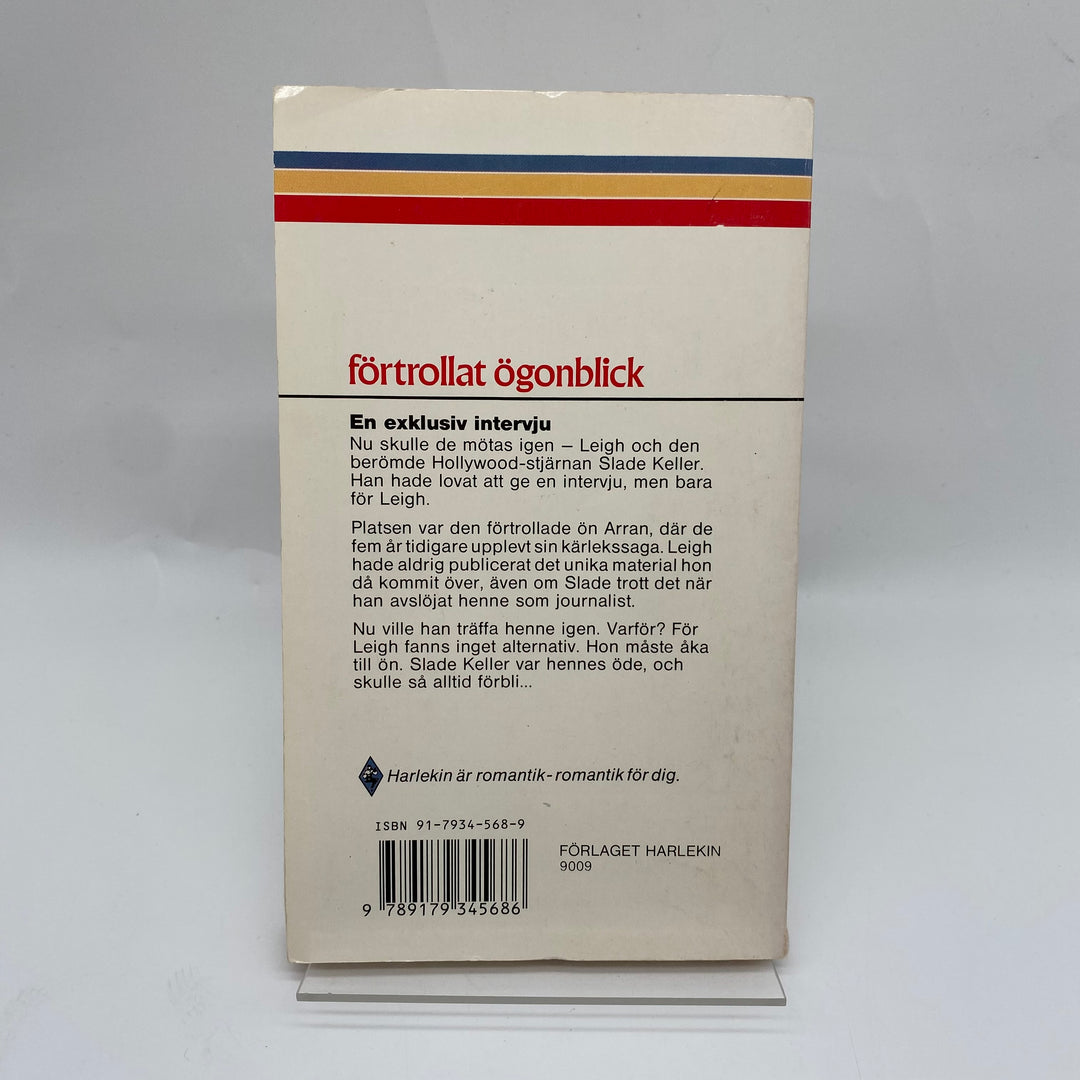 förtrollat ögonblick
En exklusiv intervju
Nu skulle de mötas igen – Leigh och den
berömde Hollywood-stjärnan Slade Keller.
Han hade lovat att ge en intervju, men bara
för Leigh.
Platsen var den förtrollade ön Arran, där de
fem år tidigare upplevt sin kärlekssaga. Leigh
hade aldrig publicerat det unika material hon
då kommit över, även om Slade trott det när
han avslöjat henne som journalist.
Nu ville han träffa henne igen. Varför? För
Leigh fanns inget alternativ. Hon måste åka
till ön. Slade Keller var hennes öde, och
skulle så alltid förbli...
Harlekin är romantik-romantik för dig.
ISBN 91-7934-568-9
FÖRLAGET HARLEKIN
9009
9 789179 345686